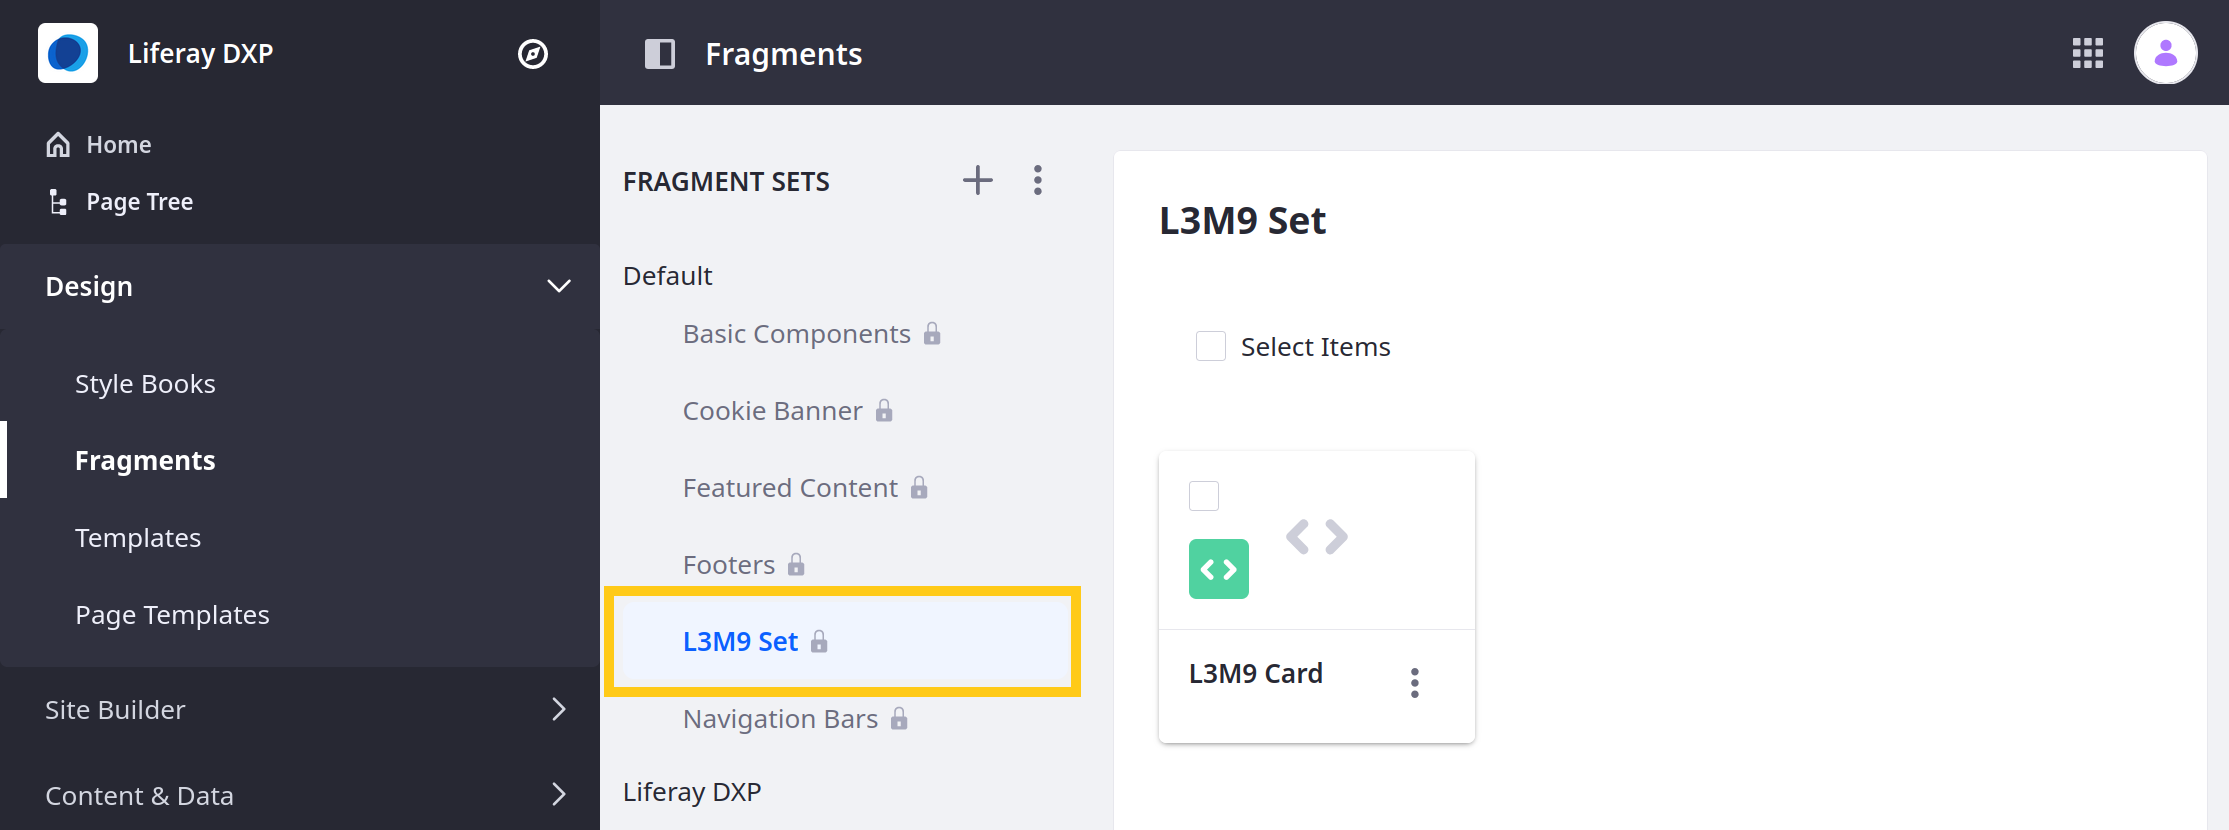 Liferay DXP
Home
Page Tree
Design
Style Books
Fragments
Templates
Page Templates
Site Builder
Content & Data
Fragments
FRAGMENT SETS
Default
Basic Components
Cookie Banner
Featured Content
Footers
L3M9 Set
Navigation Bars
Liferay DXP
L3M9 Set
Select Items
L3M9 Card